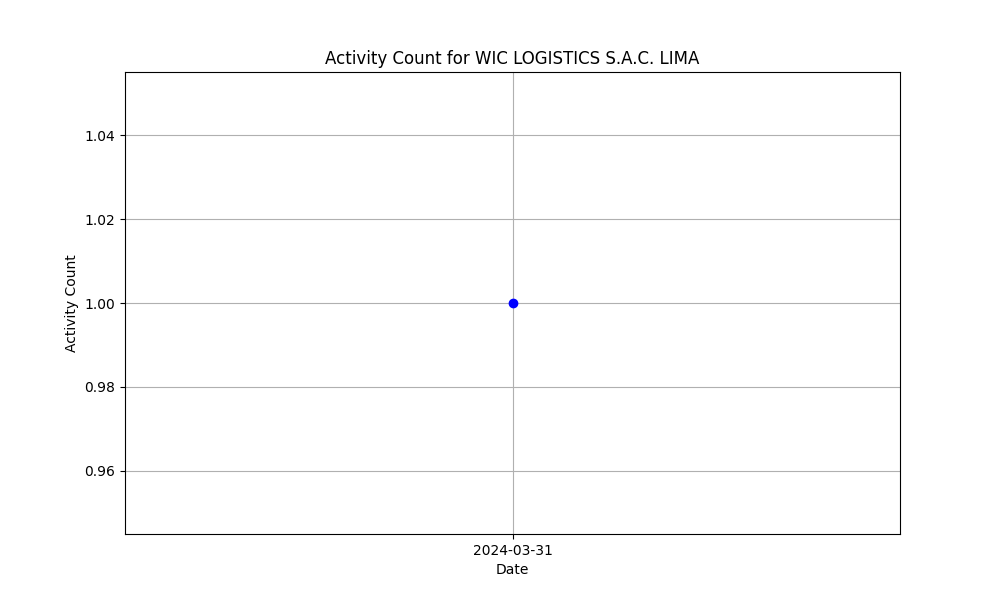 Activity Count for WIC LOGISTICS S.A.C. LIMA
1.04
1.02
1.00
0.98
0.96
Activity Count
2024-03-31
Date